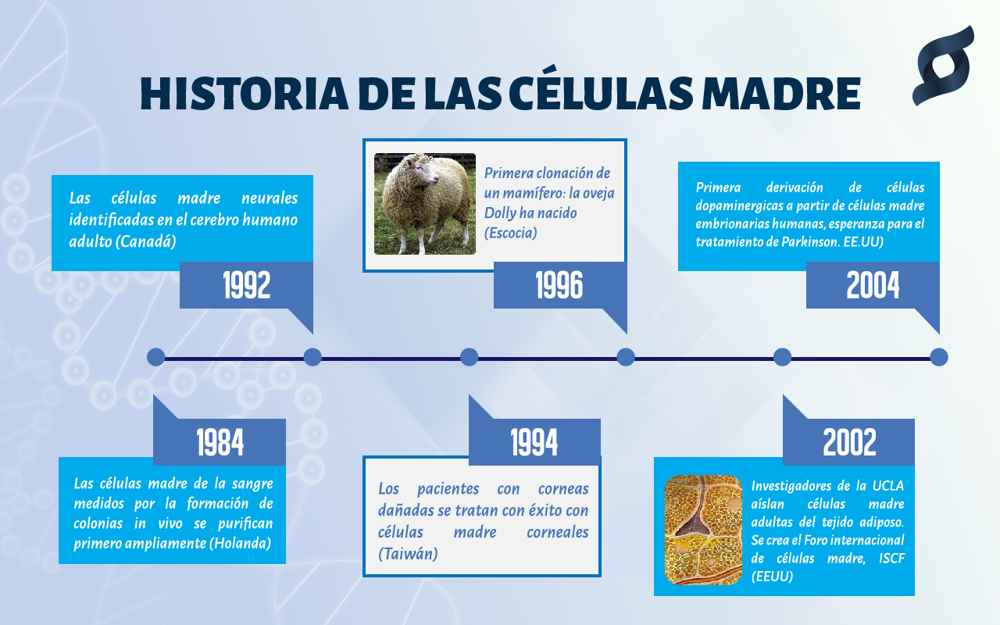 HISTORIA DE LAS CÉLULAS MADRE
Las células madre neurales
identificadas en el cerebro humano
adulto (Canadá)
1992
Primera clonación de
un mamífero: la oveja
Dolly ha nacido
(Escocia)
1996
Primera derivación de células
dopaminergicas a partir de células madre
embrionarias humanas, esperanza para el
tratamiento de Parkinson. EE.UU)
2004
1984
Las células madre de la sangre
medidos por la formación de
colonias in vivo se purifican
primero ampliamente (Holanda)
1994
Los pacientes con corneas
dañadas se tratan con éxito con
células madre corneales
(Taiwán)
2002
Investigadores de la UCLA
aíslan células madre
adultas del tejido adiposo.
Se crea el Foro internacional
de células madre, ISCF
(EEUU)